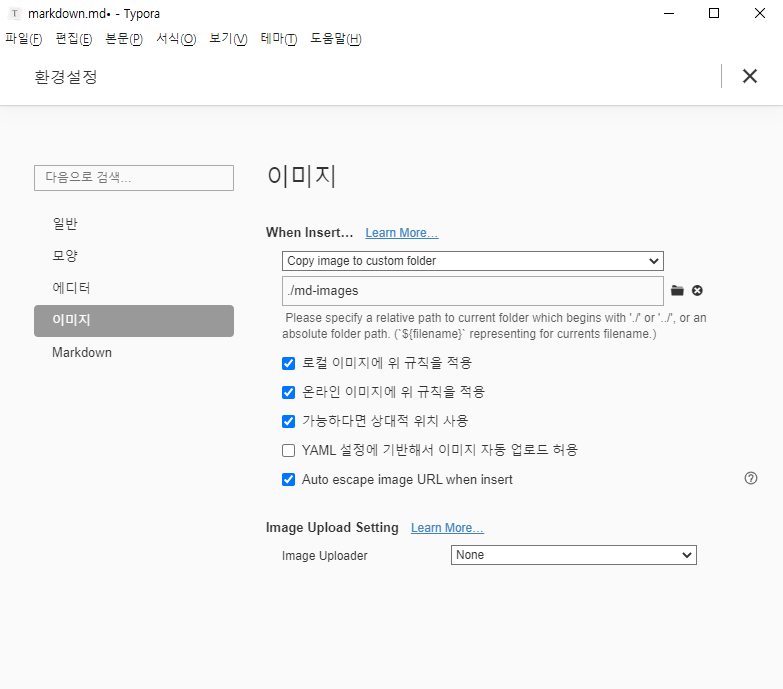 T markdown.md• - Typora
파일(F) 편집(E) 본문(P) 서식(O) 보기(V) 테마(T) 도움말(H)
환경설정
다음으로 검색...
일반
모양
에디터
이미지
Markdown
이미지
When Insert... Learn More...
Copy image to custom folder
./md-images
Please specify a relative path to current folder which begins with './' or '../', or an
absolute folder path. (`${filename}` representing for currents filename.)
로컬 이미지에 위 규칙을 적용
온라인 이미지에 위 규칙을 적용
가능하다면 상대적 위치 사용
YAML 설정에 기반해서 이미지 자동 업로드 허용
Auto escape image URL when insert
Image Upload Setting Learn More...
Image Uploader None